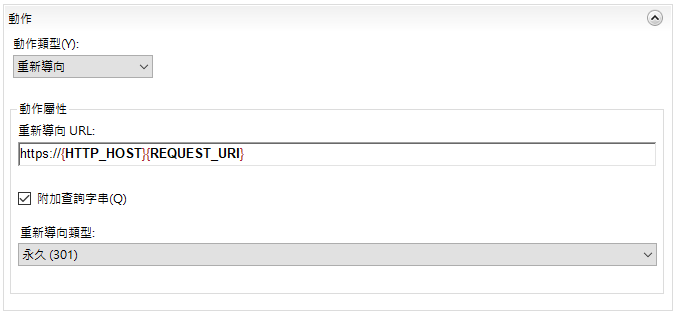 動作
動作類型(Y):
重新導向
動作屬性
重新導向 URL:
https://{HTTP_HOST}{REQUEST_URI}
附加查詢字串(Q)
重新導向類型:
永久 (301)